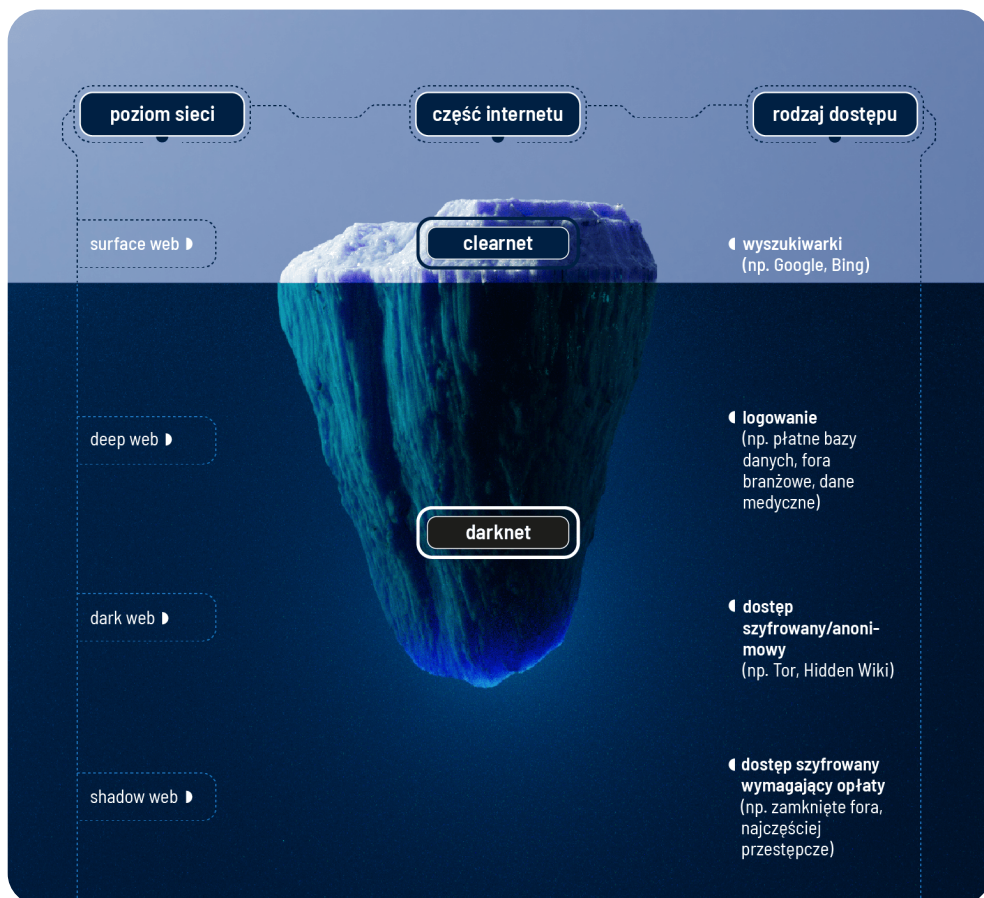 poziom sieci
część internetu
rodzaj dostępu
surface web
clearnet
wyszukiwarki
(np. Google, Bing)
deep web
logowanie
(np. płatne bazy
danych, fora
branżowe, dane
medyczne)
darknet
dark web
dostęp
szyfrowany/anoni-
mowy
(np. Tor, Hidden Wiki)
shadow web
dostęp szyfrowany
wymagający opłaty
(np. zamknięte fora,
najczęściej
przestępcze)